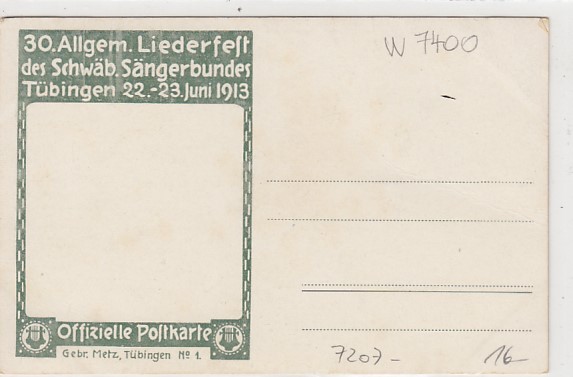 30. Allgem. Liederfest
des Schwäb. Sängerbundes
Tübingen 22.-23. Juni 1913
W 7400
Offizielle Postkarte
Gebr. Metz, Tübingen No 1.
7207-
16-